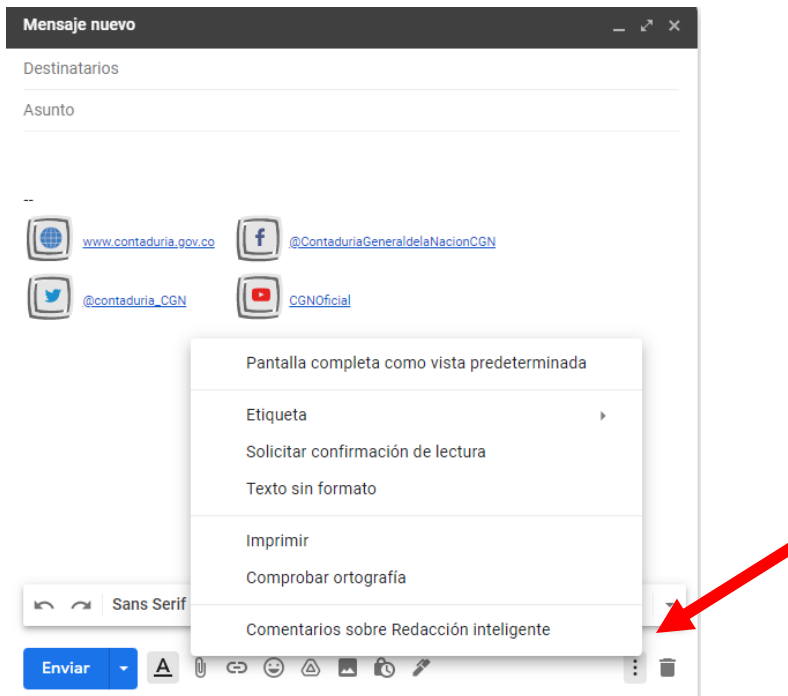 Mensaje nuevo
Destinatarios
Asunto
--
www.contaduria.gov.co @ContaduriaGeneraldelaNacionCGN
@contaduria_CGN CGNOficial
Pantalla completa como vista predeterminada
Etiqueta
Solicitar confirmación de lectura
Texto sin formato
Imprimir
Comprobar ortografía
Comentarios sobre Redacción inteligente
Sans Serif
Enviar